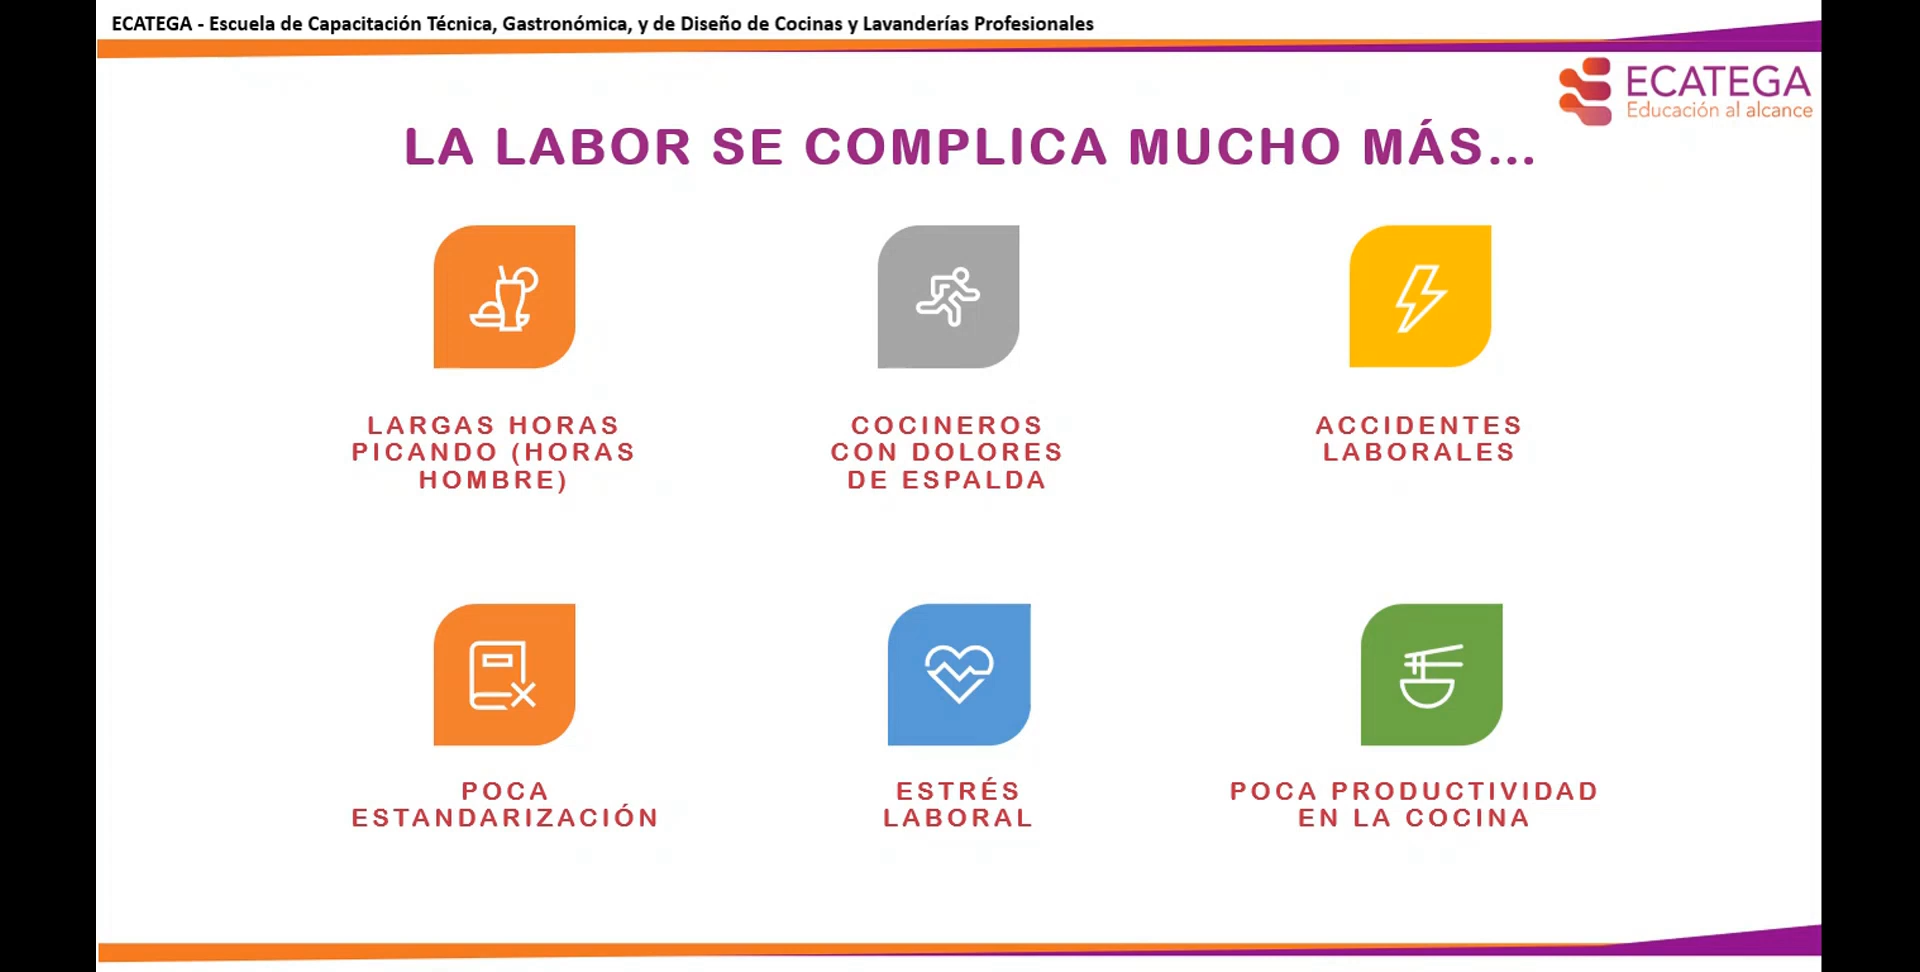 ECATEGA - Escuela de Capacitación Técnica, Gastronómica, y de Diseño de Cocinas y Lavanderías Profesionales
ECATEGA
Educación al alcance
LA LABOR SE COMPLICA MUCHO MÁS...
LARGAS HORAS
PICANDO (HORAS
HOMBRE)
COCINEROS
CON DOLORES
DE ESPALDA
ACCIDENTES
LABORALES
POCA
ESTANDARIZACIÓN
ESTRÉS
LABORAL
POCA PRODUCTIVIDAD
EN LA COCINA